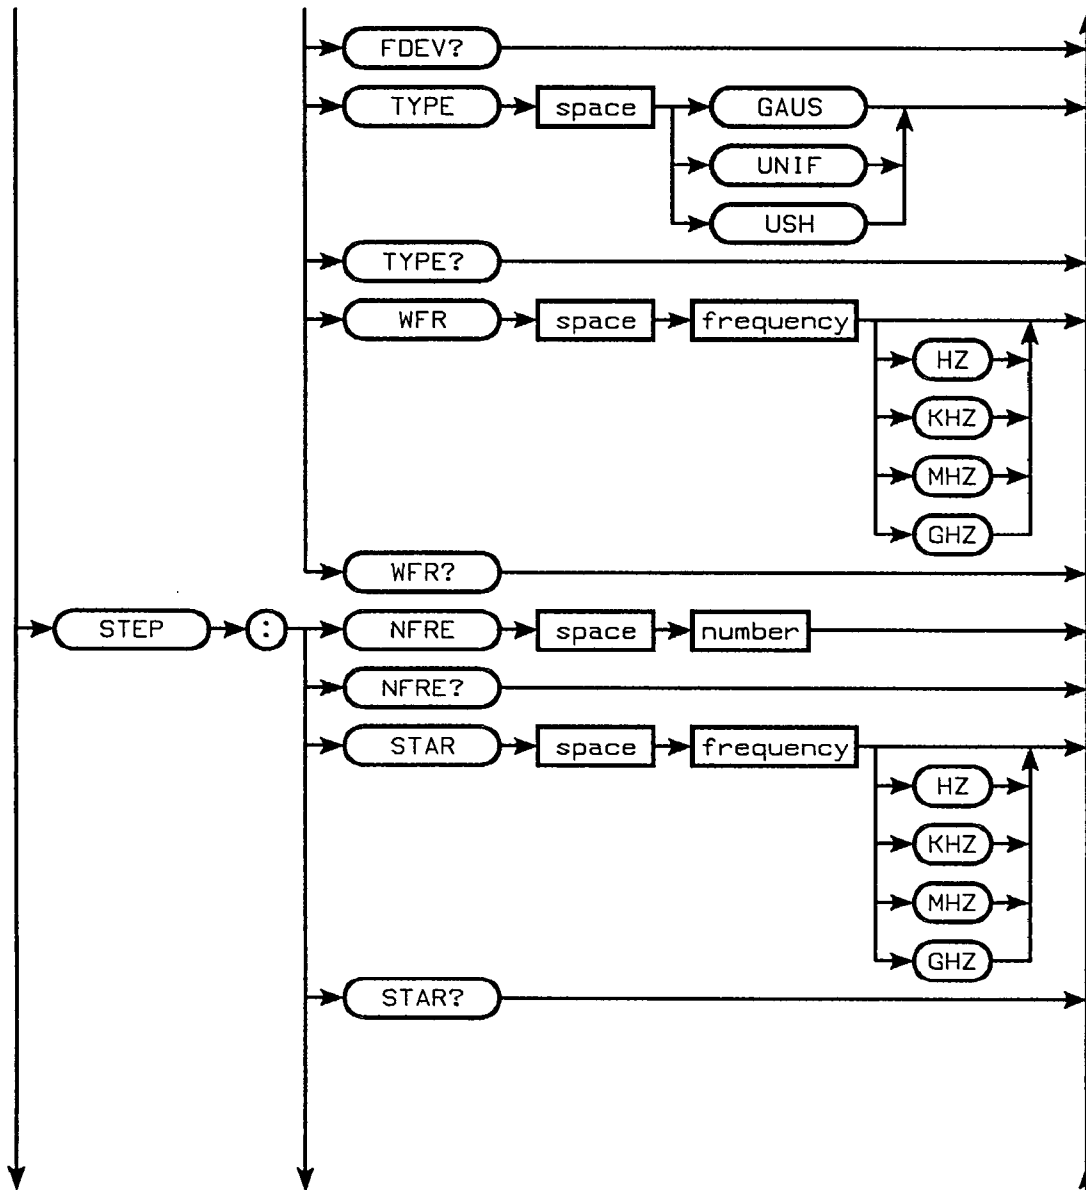 FDEV?
TYPE space GAUS
UNIF
USH
TYPE?
WFR space frequency
HZ
KHZ
MHZ
GHZ
WFR?
STEP : NFRE space number
NFRE?
STAR space frequency
HZ
KHZ
MHZ
GHZ
STAR?